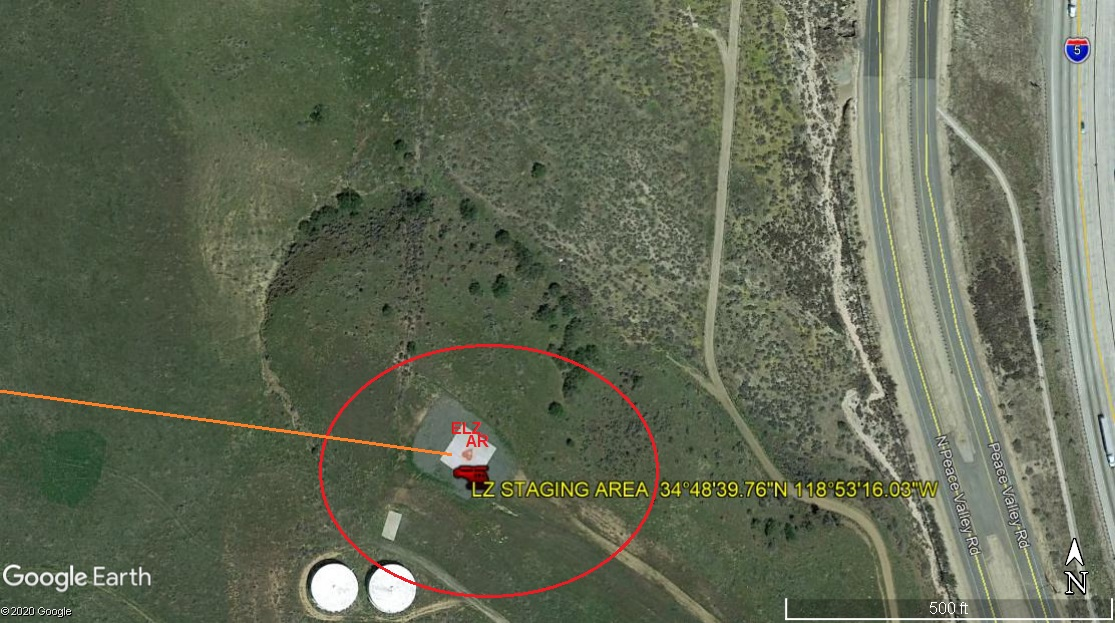 5
ELZ
AR
LZ STAGING AREA 34°48'39.76"N 118°53'16.03"W
N Peace Valley Rd
Peace Valley Rd
Google Earth
©2020 Google
N
500 ft